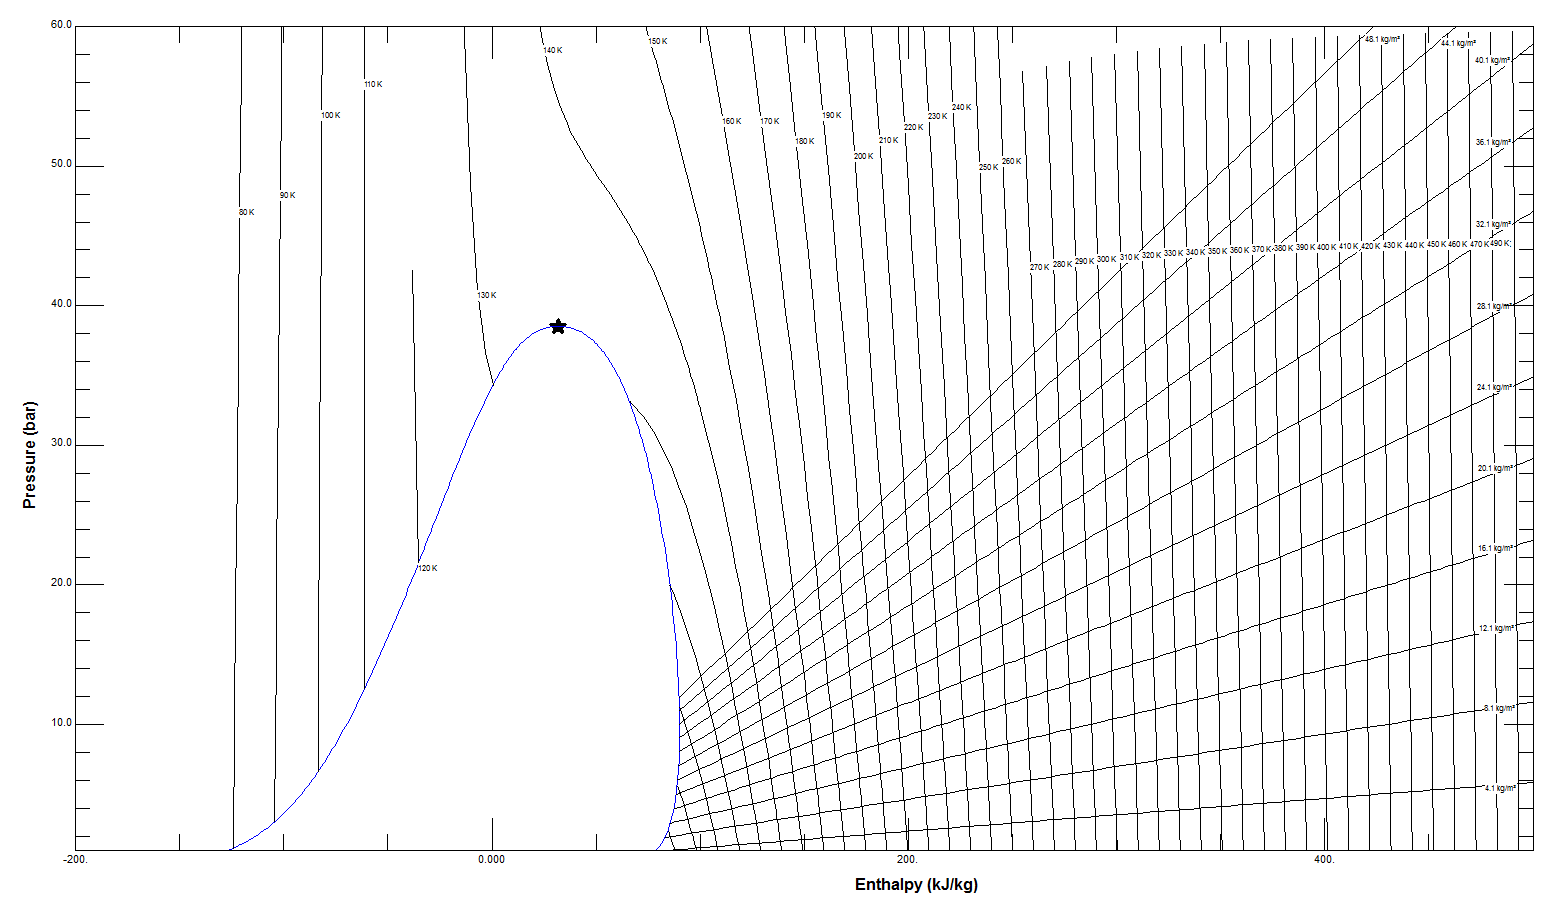 60.0
50.0
40.0
30.0
20.0
10.0
Pressure (bar)
-200.
0.000
200.
400.
Enthalpy (kJ/kg)
80 K
90 K
100 K
110 K
120 K
130 K
140 K
150 K
160 K
170 K
180 K
190 K
200 K
210 K
220 K
230 K
240 K
250 K
260 K
270 K
280 K
290 K
300 K
310 K
320 K
330 K
340 K
350 K
360 K
370 K
380 K
390 K
400 K
410 K
420 K
430 K
440 K
450 K
460 K
470 K
490 K
48.1 kg/m³
44.1 kg/m³
40.1 kg/m³
36.1 kg/m³
32.1 kg/m³
28.1 kg/m³
24.1 kg/m³
20.1 kg/m³
16.1 kg/m³
12.1 kg/m³
8.1 kg/m³
4.1 kg/m³